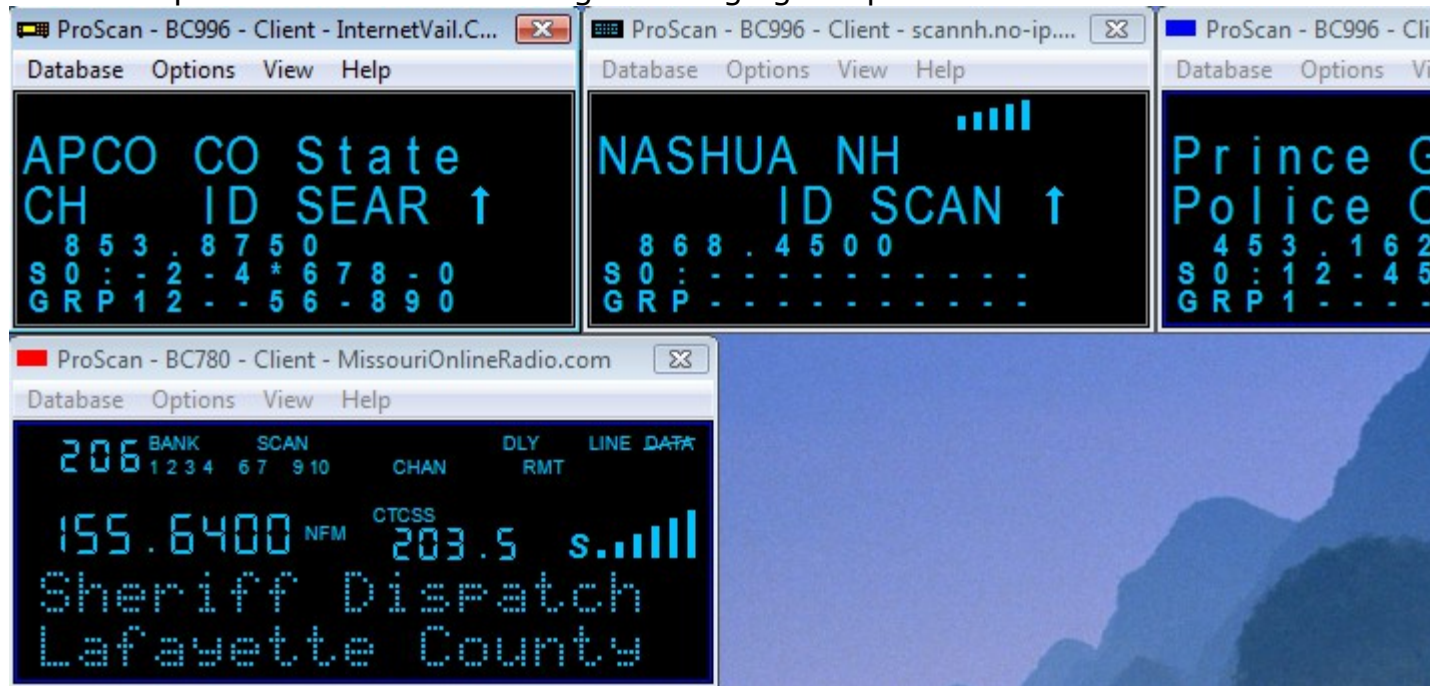 ProScan - BC996 - Client - InternetVail.C...
Database Options View Help
APCO CO State
CH ID SEAR ↑
853.8750
S0:-2-4*678-0
GRP12--56-890
ProScan - BC996 - Client - scannh.no-ip....
Database Options View Help
NASHUA NH
ID SCAN ↑
868.4500
S0:----------
GRP----------
ProScan - BC996 - Cli
Database Options Vi
Prince G
Police C
453.162
S0:12-45
GRP1----
ProScan - BC780 - Client - MissouriOnlineRadio.com
Database Options View Help
206 BANK SCAN DLY LINE DATA
1234 67 910 CHAN RMT
155.6400 NFM CTCSS 203.5 S
Sheriff Dispatch
Lafayette County